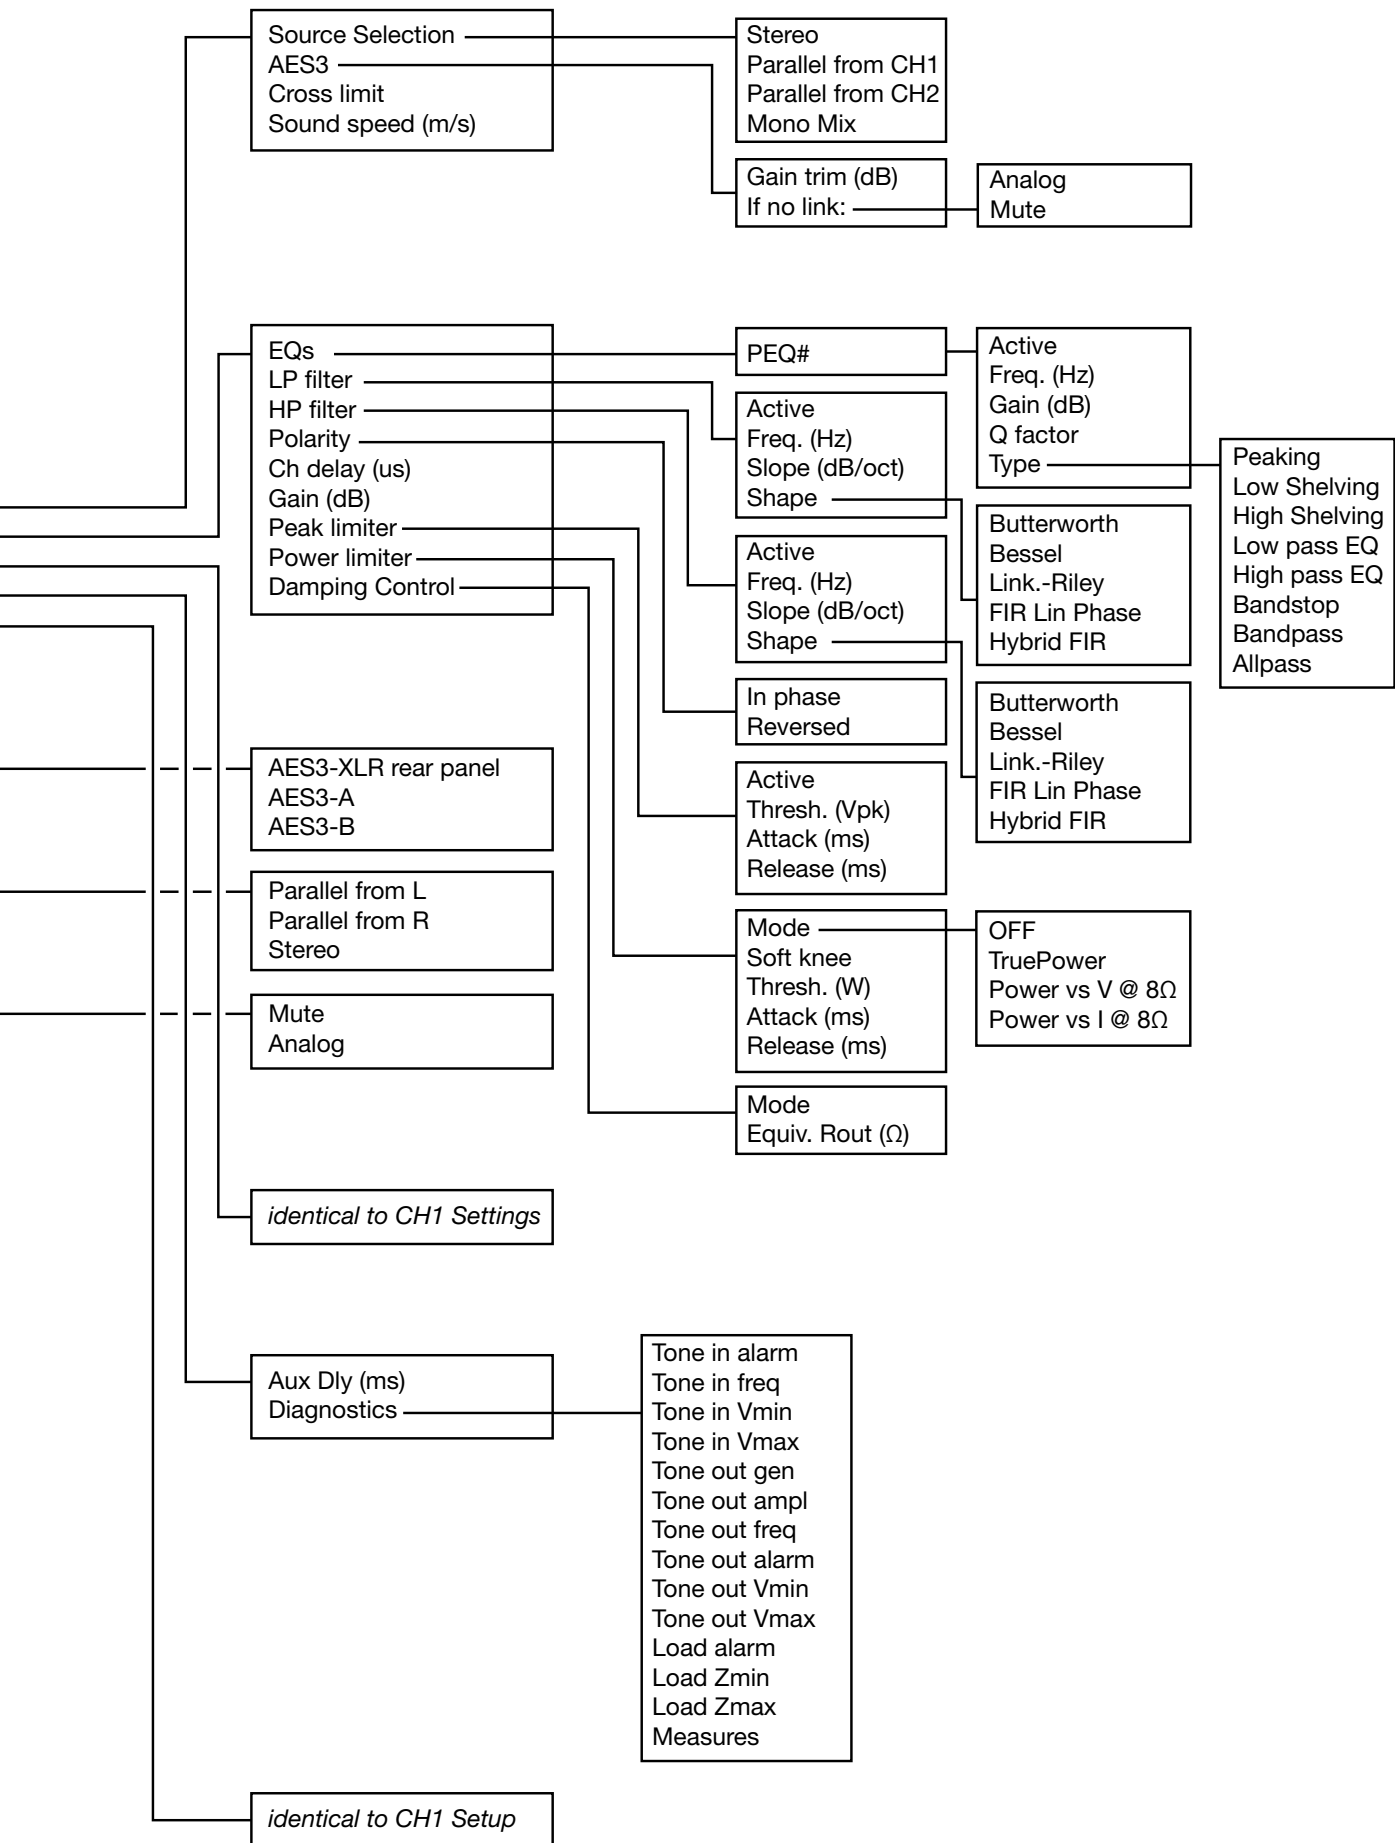 Source Selection
AES3
Cross limit
Sound speed (m/s)
Stereo
Parallel from CH1
Parallel from CH2
Mono Mix
Gain trim (dB)
If no link:
Analog
Mute
EQs
LP filter
HP filter
Polarity
Ch delay (us)
Gain (dB)
Peak limiter
Power limiter
Damping Control
PEQ#
Active
Freq. (Hz)
Gain (dB)
Q factor
Type
Peaking
Low Shelving
High Shelving
Low pass EQ
High pass EQ
Bandstop
Bandpass
Allpass
Active
Freq. (Hz)
Slope (dB/oct)
Shape
Butterworth
Bessel
Link.-Riley
FIR Lin Phase
Hybrid FIR
Active
Freq. (Hz)
Slope (dB/oct)
Shape
Butterworth
Bessel
Link.-Riley
FIR Lin Phase
Hybrid FIR
In phase
Reversed
Active
Thresh. (Vpk)
Attack (ms)
Release (ms)
Mode
Soft knee
Thresh. (W)
Attack (ms)
Release (ms)
OFF
TruePower
Power vs V @ 8Ω
Power vs I @ 8Ω
Mode
Equiv. Rout (Ω)
AES3-XLR rear panel
AES3-A
AES3-B
Parallel from L
Parallel from R
Stereo
Mute
Analog
identical to CH1 Settings
Aux Dly (ms)
Diagnostics
Tone in alarm
Tone in freq
Tone in Vmin
Tone in Vmax
Tone out gen
Tone out ampl
Tone out freq
Tone out alarm
Tone out Vmin
Tone out Vmax
Load alarm
Load Zmin
Load Zmax
Measures
identical to CH1 Setup